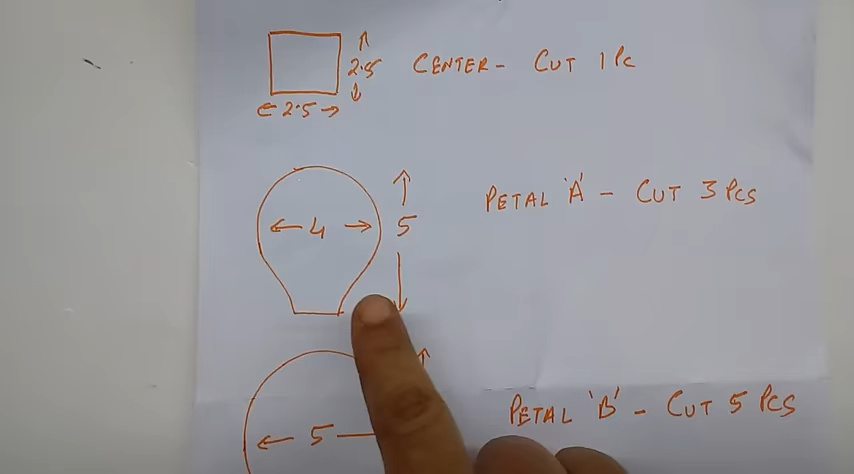 2.5 CENTER - CUT 1 PC
2.5
PETAL 'A' - CUT 3 PCS
4 5
PETAL 'B' - CUT 5 PCS
5